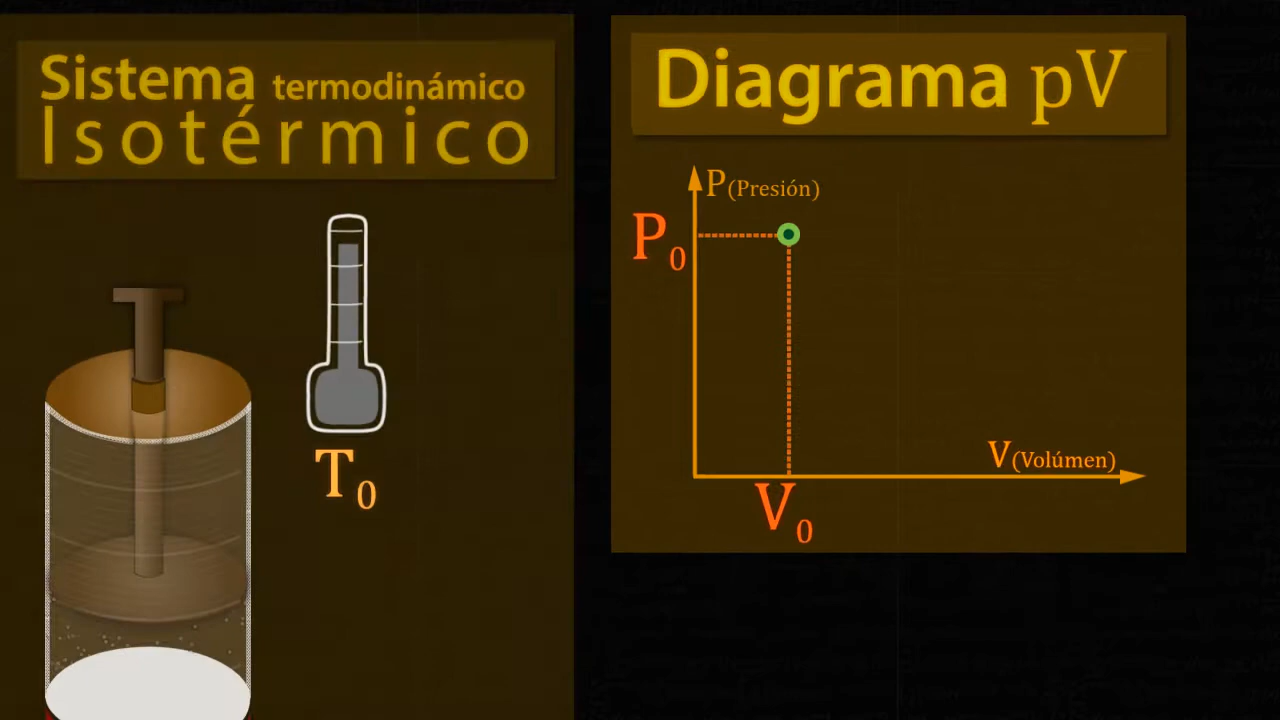 Sistema termodinámico
Isotérmico
T0
Diagrama pV
P(Presión)
P0
V(Volúmen)
V0